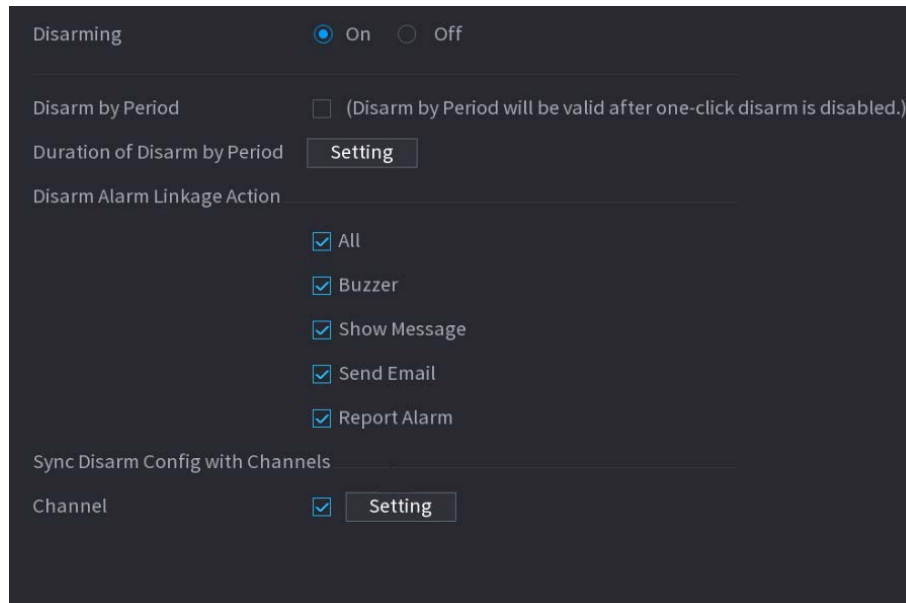 Disarming On Off
Disarm by Period (Disarm by Period will be valid after one-click disarm is disabled.)
Duration of Disarm by Period Setting
Disarm Alarm Linkage Action
All
Buzzer
Show Message
Send Email
Report Alarm
Sync Disarm Config with Channels
Channel Setting